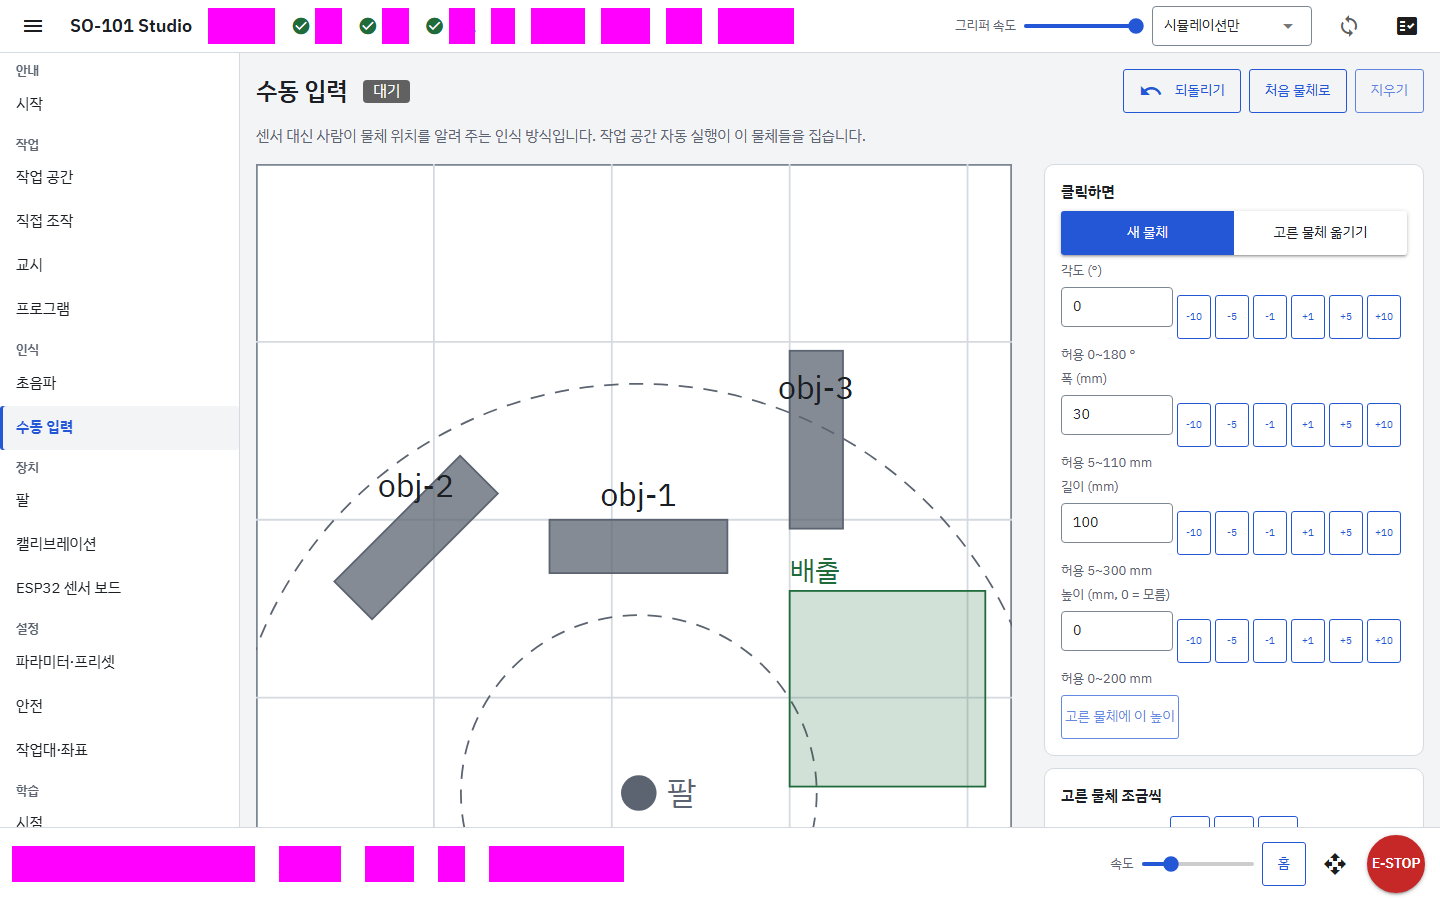 SO-101 Studio
그리퍼 속도
시뮬레이션만
안내
시작
작업
작업 공간
직접 조작
교시
프로그램
인식
초음파
수동 입력
장치
팔
캘리브레이션
ESP32 센서 보드
설정
파라미터·프리셋
안전
작업대·좌표
학습
시점
수동 입력
대기
되돌리기
처음 물체로
지우기
센서 대신 사람이 물체 위치를 알려 주는 인식 방식입니다. 작업 공간 자동 실행이 이 물체들을 집습니다.
obj-3
obj-2
obj-1
배출
팔
클릭하면
새 물체
고른 물체 옮기기
각도 (°)
0
-10 -5 -1 +1 +5 +10
허용 0~180 °
폭 (mm)
30
-10 -5 -1 +1 +5 +10
허용 5~110 mm
길이 (mm)
100
-10 -5 -1 +1 +5 +10
허용 5~300 mm
높이 (mm, 0 = 모름)
0
-10 -5 -1 +1 +5 +10
허용 0~200 mm
고른 물체에 이 높이
고른 물체 조금씩
속도
홈
E-STOP